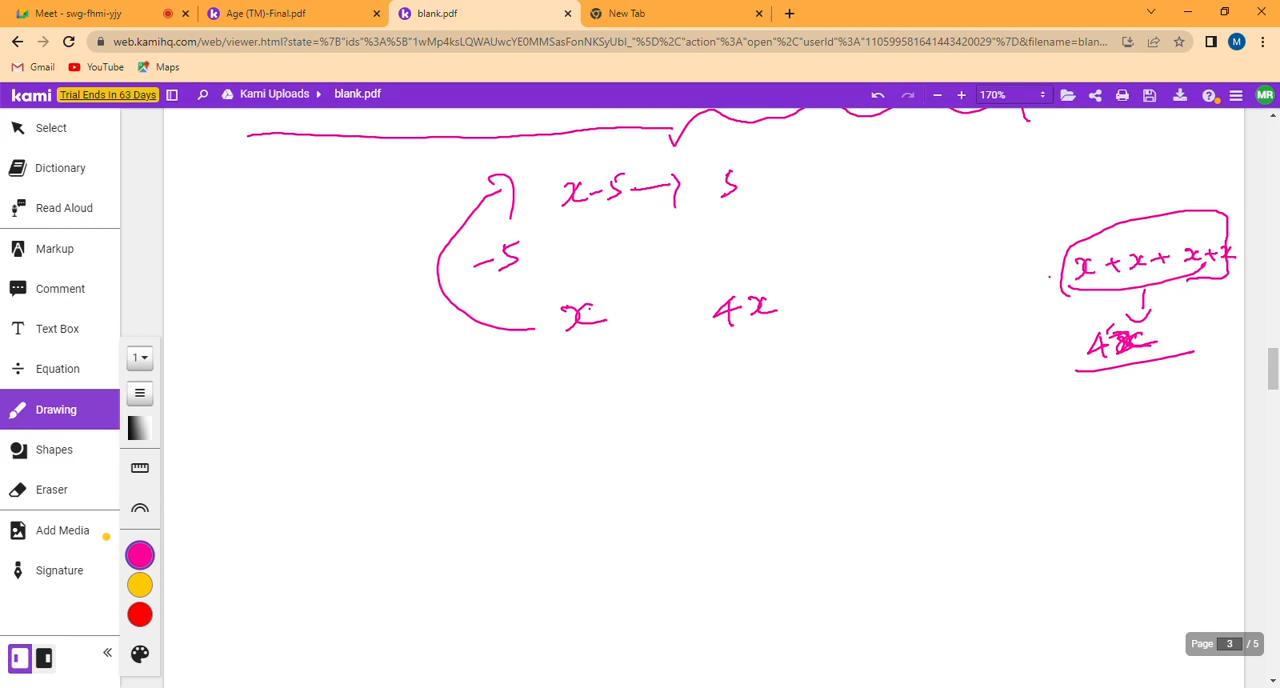 Meet - swg-fhmi-yjy
Age (TM)-Final.pdf
blank.pdf
New Tab
web.kamihq.com/web/viewer.html?state=%7B"ids"%3A%5B"1wMp4ksLQWAUwcYE0MMSasFonNKSyUbI_"%5D%2C"action"%3A"open"%2C"userId"%3A"110599581641443420029"%7D&filename=blan...
Gmail
YouTube
Maps
kami
Trial Ends In 63 Days
Kami Uploads
blank.pdf
170%
MR
M
Select
Dictionary
Read Aloud
Markup
Comment
Text Box
Equation
Drawing
Shapes
Eraser
Add Media
Signature
1
x-5 → 5
-5
x 4x
x + x + x + x
4x
Page 3 / 5